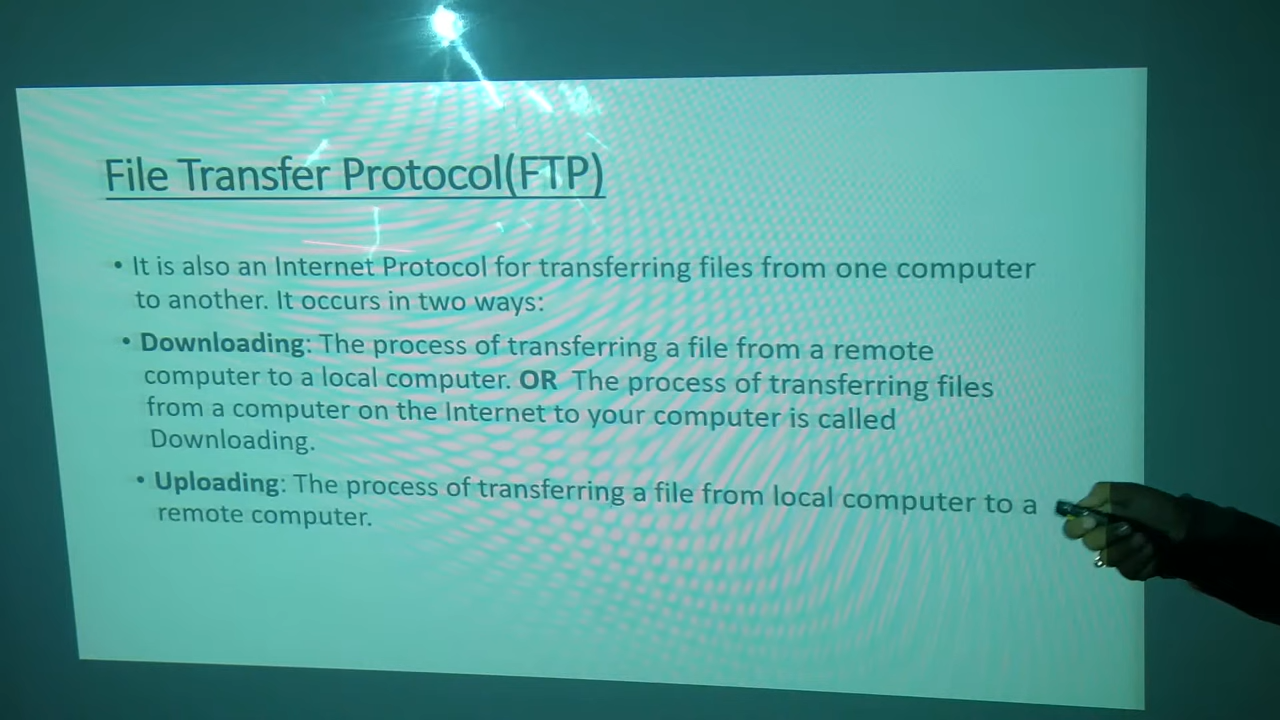 File Transfer Protocol(FTP)
• It is also an Internet Protocol for transferring files from one computer
to another. It occurs in two ways:
• Downloading: The process of transferring a file from a remote
computer to a local computer. OR The process of transferring files
from a computer on the Internet to your computer is called
Downloading.
• Uploading: The process of transferring a file from local computer to a
remote computer.